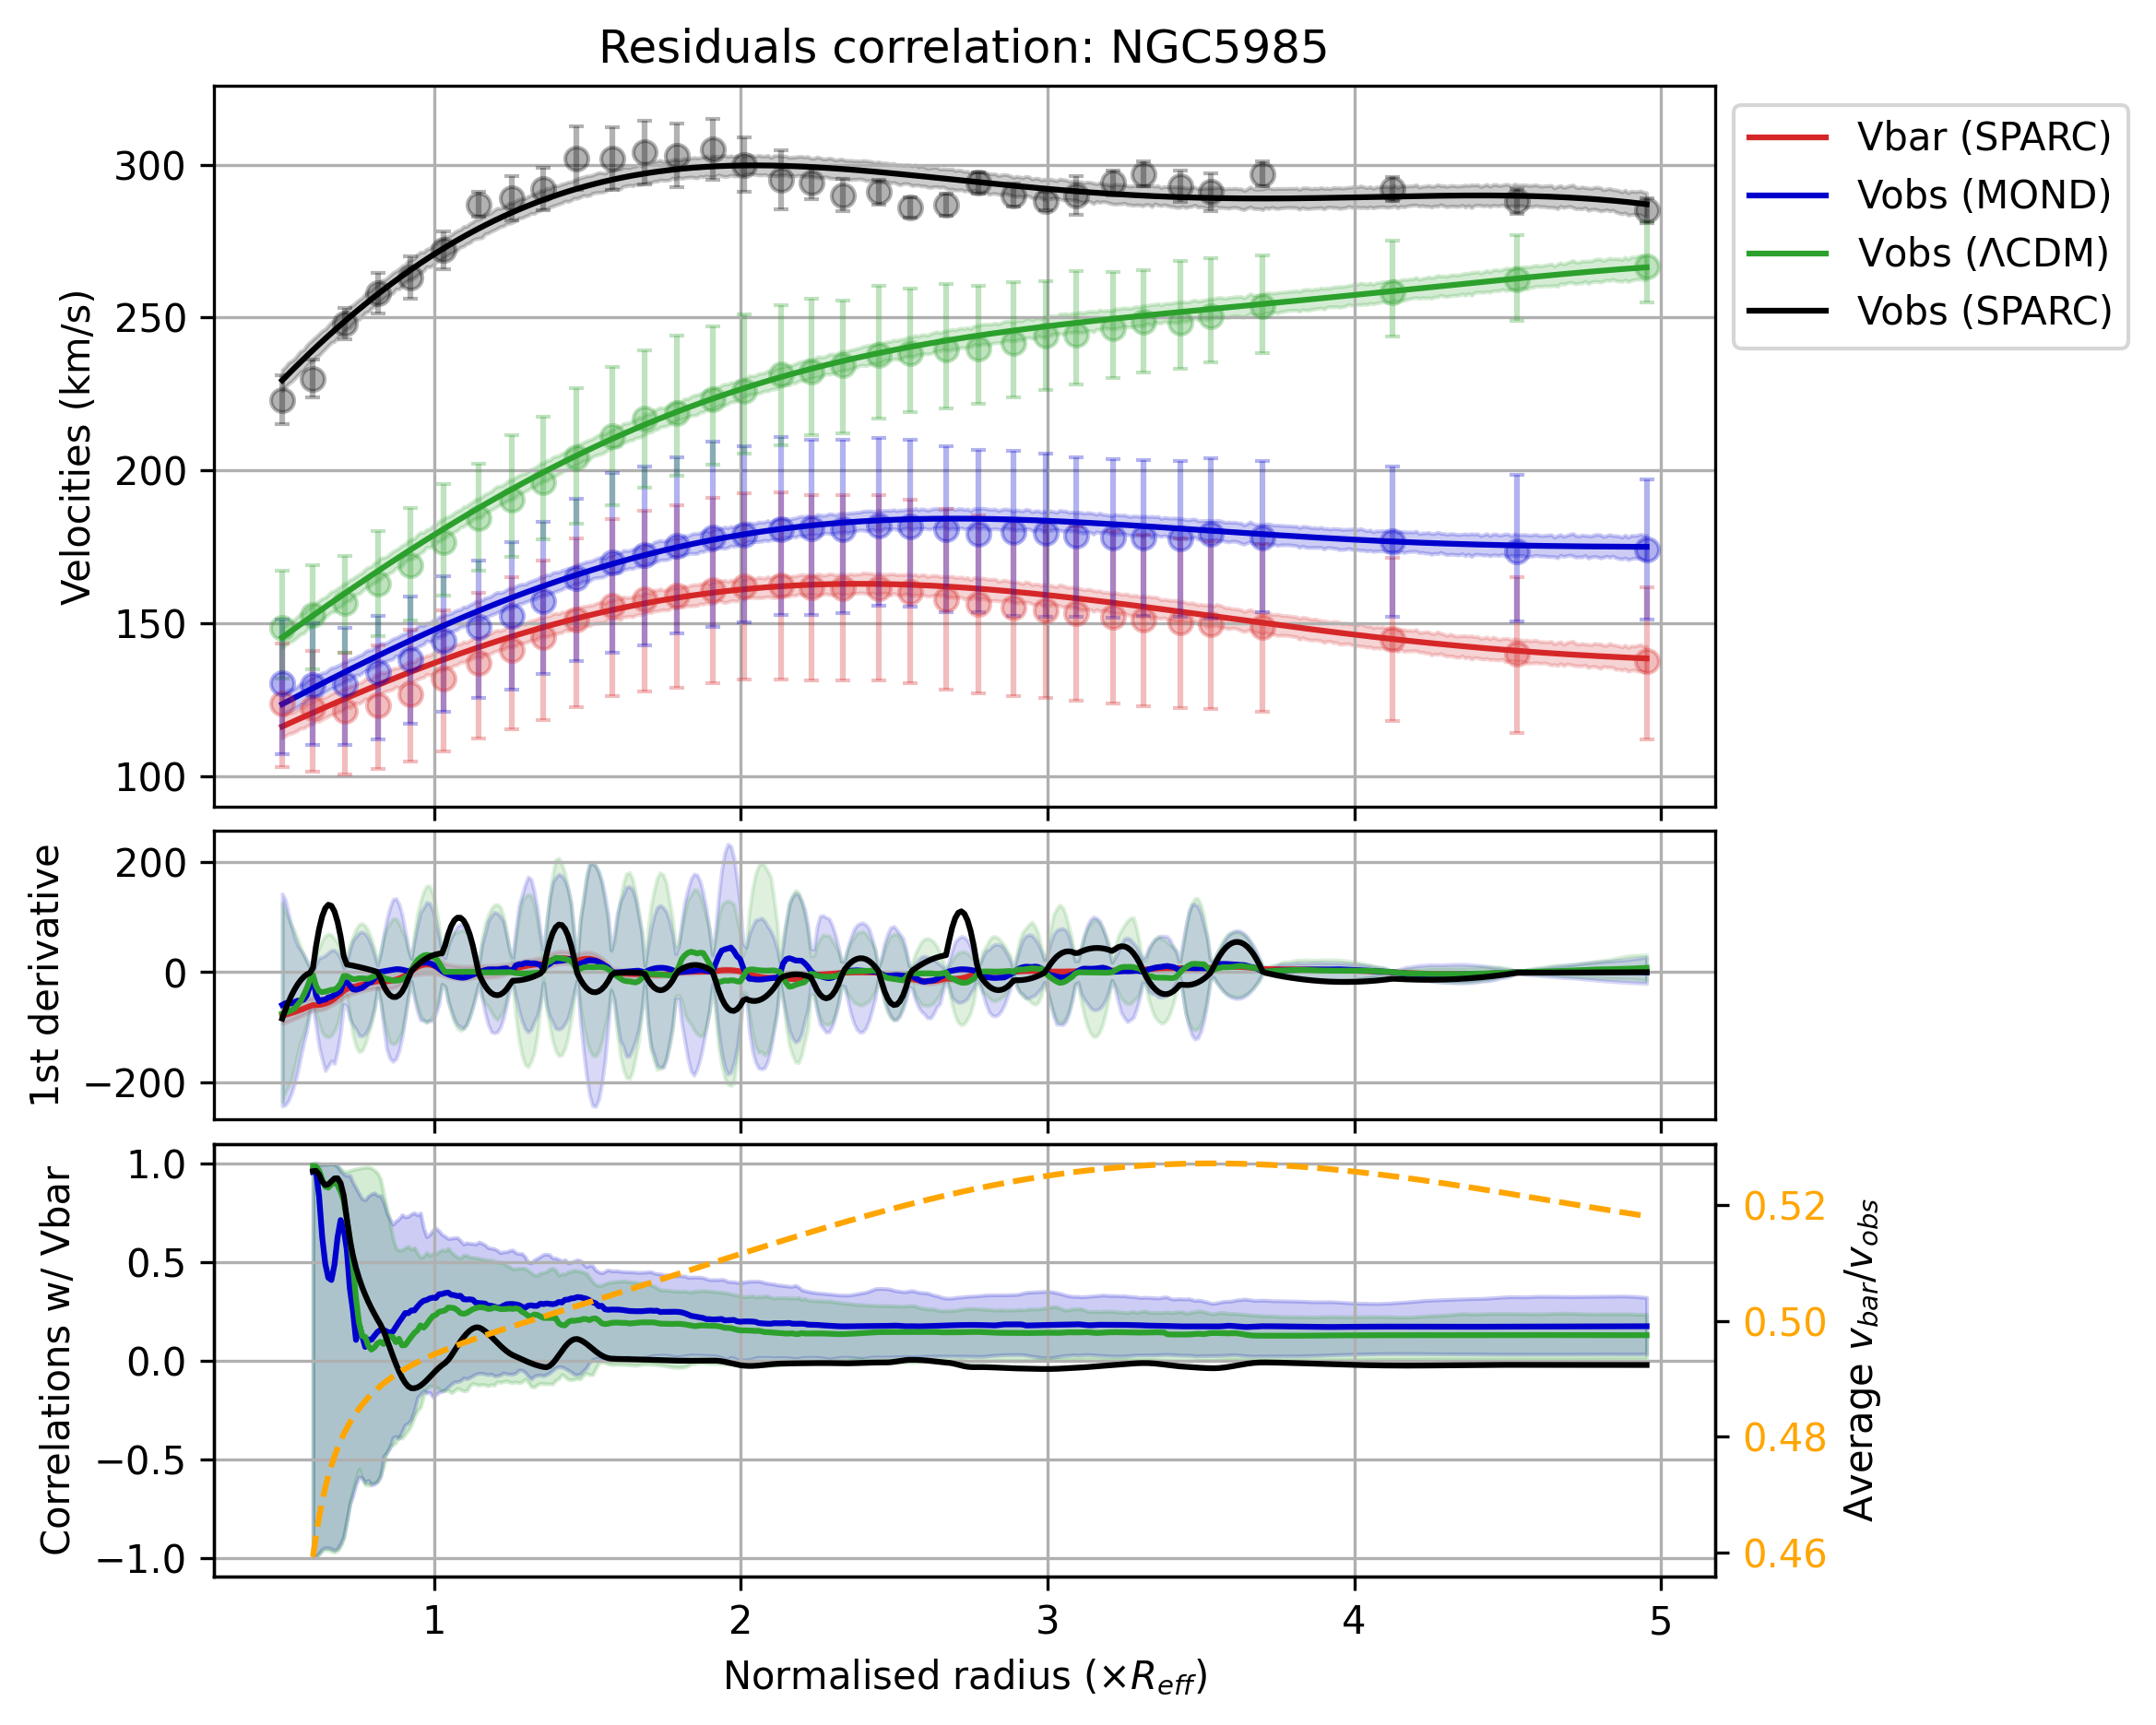 Residuals correlation: NGC5985
Vbar (SPARC)
Vobs (MOND)
Vobs (ΛCDM)
Vobs (SPARC)
Velocities (km/s)
300
250
200
150
100
1st derivative
200
0
−200
Correlations w/ Vbar
1.0
0.5
0.0
−0.5
−1.0
0.52
0.50
0.48
0.46
Average v_bar/v_obs
1 2 3 4 5
Normalised radius (×R_eff)